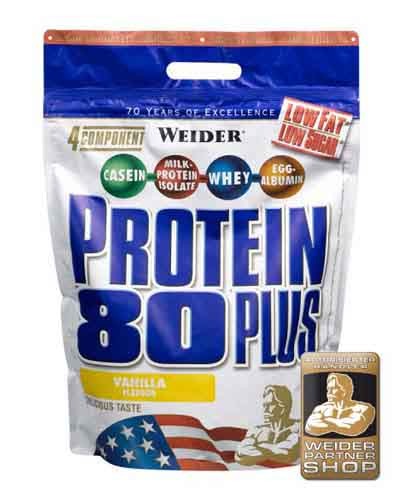 70 YEARS OF EXCELLENCE
4 COMPONENT
WEIDER®
LOW FAT
LOW SUGAR
CASEIN
MILK-
PROTEIN
ISOLATE
WHEY
EGG-
ALBUMIN
PROTEIN
80 PLUS
VANILLA
FLAVOUR
DELICIOUS TASTE
AUTORISIERTER
HÄNDLER
WEIDER
PARTNER
SHOP